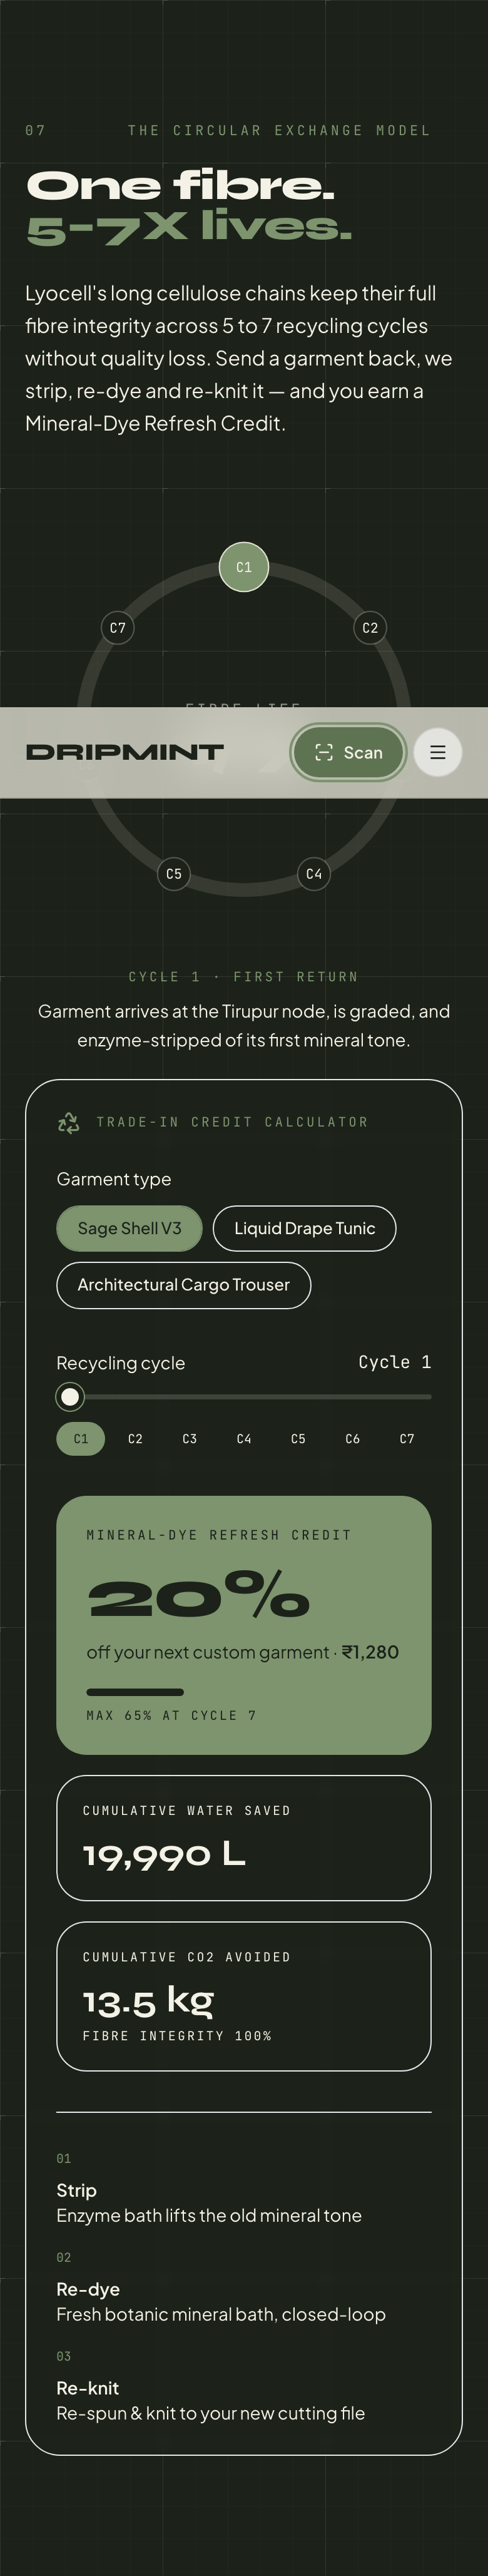 07 THE CIRCULAR EXCHANGE MODEL
One fibre.
5-7X lives.
Lyocell's long cellulose chains keep their full
fibre integrity across 5 to 7 recycling cycles
without quality loss. Send a garment back, we
strip, re-dye and re-knit it — and you earn a
Mineral-Dye Refresh Credit.
C1
C7
C2
FIBRE LIFE
DRIPMINT
Scan
C5
C4
CYCLE 1 · FIRST RETURN
Garment arrives at the Tirupur node, is graded, and
enzyme-stripped of its first mineral tone.
TRADE-IN CREDIT CALCULATOR
Garment type
Sage Shell V3
Liquid Drape Tunic
Architectural Cargo Trouser
Recycling cycle
Cycle 1
C1 C2 C3 C4 C5 C6 C7
MINERAL-DYE REFRESH CREDIT
20%
off your next custom garment · ₹1,280
MAX 65% AT CYCLE 7
CUMULATIVE WATER SAVED
19,990 L
CUMULATIVE CO2 AVOIDED
13.5 kg
FIBRE INTEGRITY 100%
01
Strip
Enzyme bath lifts the old mineral tone
02
Re-dye
Fresh botanic mineral bath, closed-loop
03
Re-knit
Re-spun & knit to your new cutting file